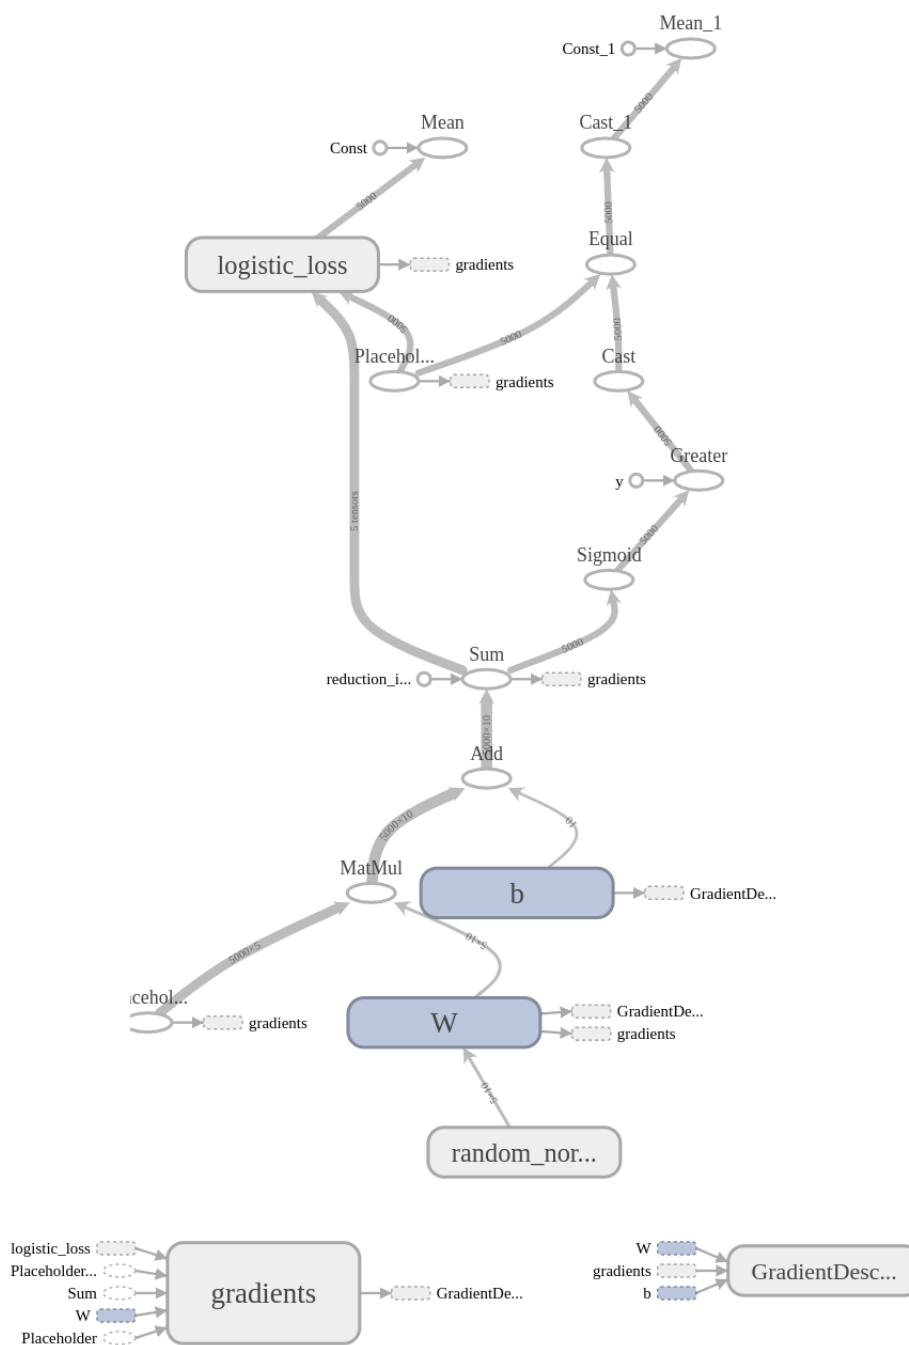 Mean_1
Const_1
5000
Mean
Cast_1
Const
5000
5000
Equal
logistic_loss
gradients
5000
5000
5000
Placehol...
Cast
gradients
5000
Greater
y
5 tensors
5000
Sigmoid
5000
Sum
reduction_i...
gradients
5000×10
Add
5000×10
10
MatMul
b
GradientDe...
5000×5
5×10
cehol...
gradients
W
GradientDe...
gradients
5×10
random_nor...
logistic_loss
Placeholder...
Sum
W
Placeholder
gradients
GradientDe...
W
gradients
b
GradientDesc...